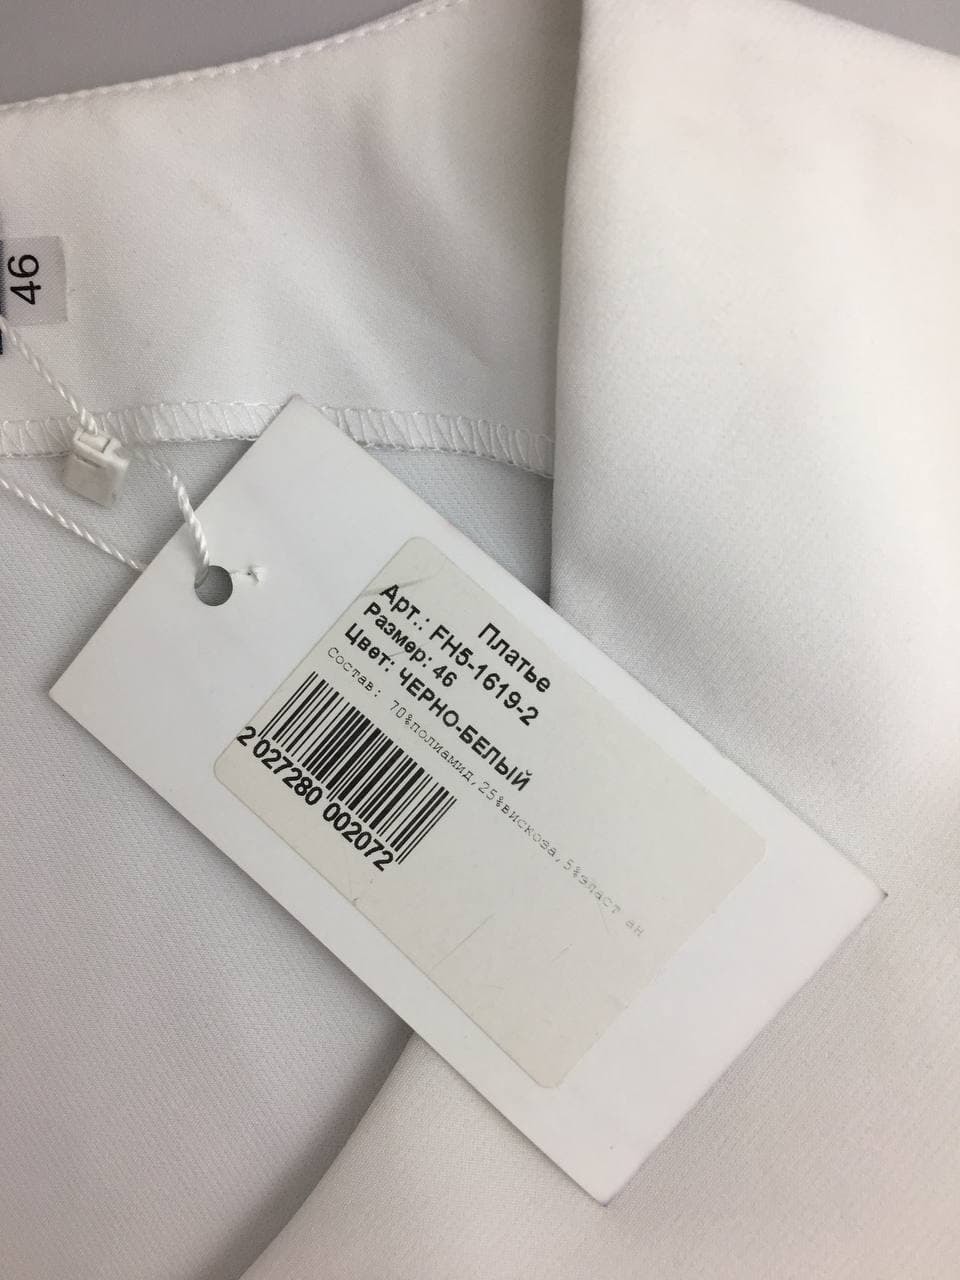 46
Платье
Арт.: FH5-1619-2
Размер: 46
Цвет: ЧЕРНО-БЕЛЫЙ
Состав: 70%полиамид,25%вискоза,5%эласт ан
2 027280 002072